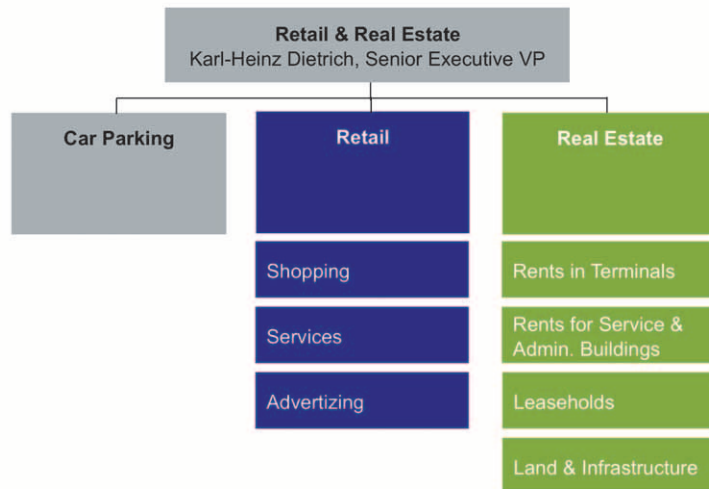 Retail & Real Estate
Karl-Heinz Dietrich, Senior Executive VP
Car Parking
Retail
Real Estate
Shopping
Services
Advertizing
Rents in Terminals
Rents for Service &
Admin. Buildings
Leaseholds
Land & Infrastructure